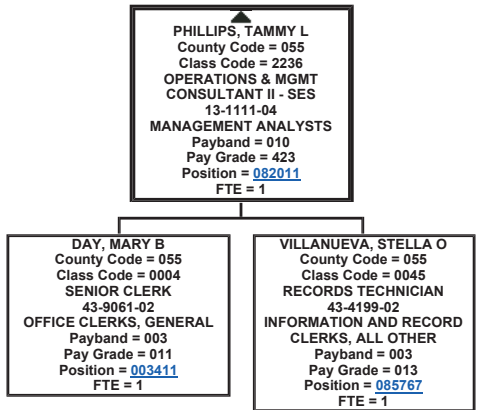 PHILLIPS, TAMMY L
County Code = 055
Class Code = 2236
OPERATIONS & MGMT
CONSULTANT II - SES
13-1111-04
MANAGEMENT ANALYSTS
Payband = 010
Pay Grade = 423
Position = 082011
FTE = 1
DAY, MARY B
County Code = 055
Class Code = 0004
SENIOR CLERK
43-9061-02
OFFICE CLERKS, GENERAL
Payband = 003
Pay Grade = 011
Position = 003411
FTE = 1
VILLANUEVA, STELLA O
County Code = 055
Class Code = 0045
RECORDS TECHNICIAN
43-4199-02
INFORMATION AND RECORD
CLERKS, ALL OTHER
Payband = 003
Pay Grade = 013
Position = 085767
FTE = 1